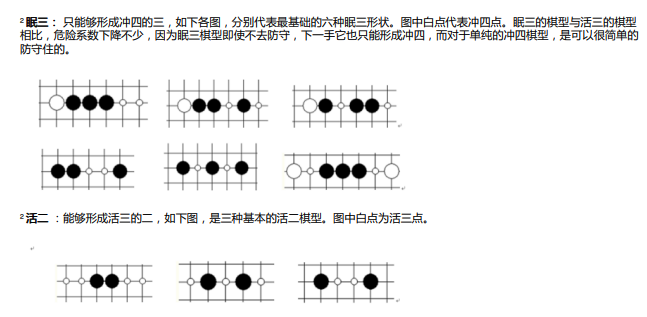 ²眠三： 只能够形成冲四的三，如下各图，分别代表最基础的六种眠三形状。图中白点代表冲四点。眠三的棋型与活三的棋型
相比，危险系数下降不少，因为眠三棋型即使不去防守，下一手它也只能形成冲四，而对于单纯的冲四棋型，是可以很简单的
防守住的。
²活二 ：能够形成活三的二，如下图，是三种基本的活二棋型。图中白点为活三点。